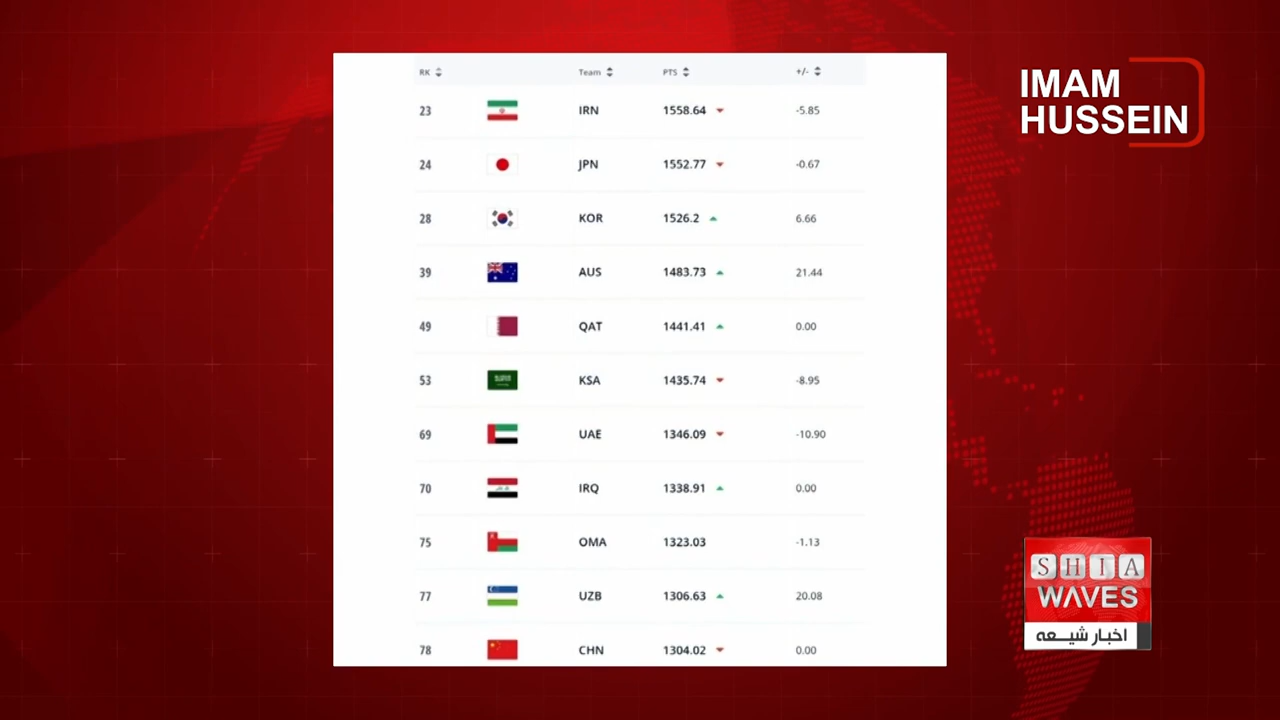 RK Team PTS +/-
23 IRN 1558.64 -5.85
24 JPN 1552.77 -0.67
28 KOR 1526.2 6.66
39 AUS 1483.73 21.44
49 QAT 1441.41 0.00
53 KSA 1435.74 -8.95
69 UAE 1346.09 -10.90
70 IRQ 1338.91 0.00
75 OMA 1323.03 -1.13
77 UZB 1306.63 20.08
78 CHN 1304.02 0.00
IMAM
HUSSEIN
SHIA
WAVES
اخبار شیعه